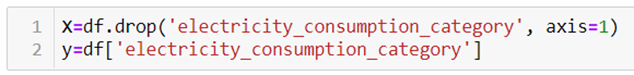 1 X=df.drop('electricity_consumption_category', axis=1)
2 y=df['electricity_consumption_category']